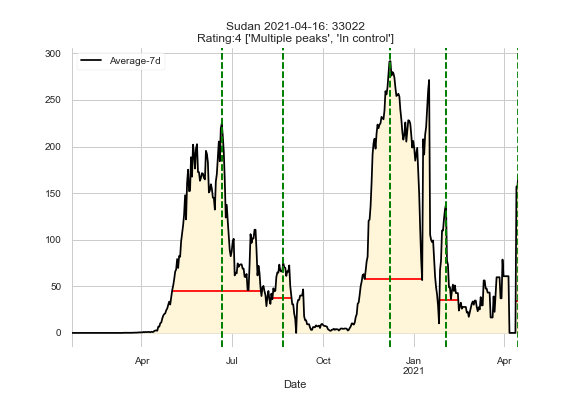 Sudan 2021-04-16: 33022
Rating:4 ['Multiple peaks', 'In control']
Average-7d
300
250
200
150
100
50
0
Apr
Jul
Oct
Jan
2021
Apr
Date